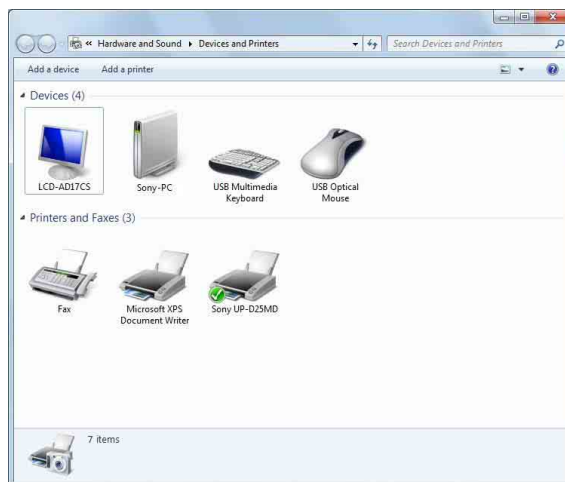 « Hardware and Sound ▸ Devices and Printers
Search Devices and Printers
Add a device Add a printer
Devices (4)
LCD-AD17CS
Sony-PC
USB Multimedia
Keyboard
USB Optical
Mouse
Printers and Faxes (3)
Fax
Microsoft XPS
Document Writer
Sony UP-D25MD
7 items